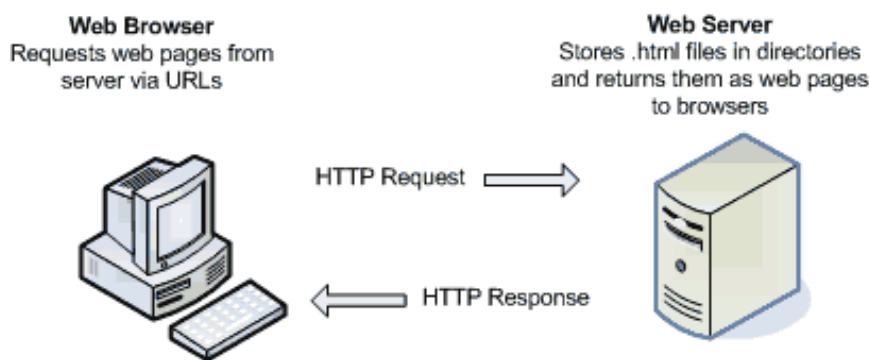 Web Browser
Requests web pages from
server via URLs
Web Server
Stores .html files in directories
and returns them as web pages
to browsers
HTTP Request
HTTP Response